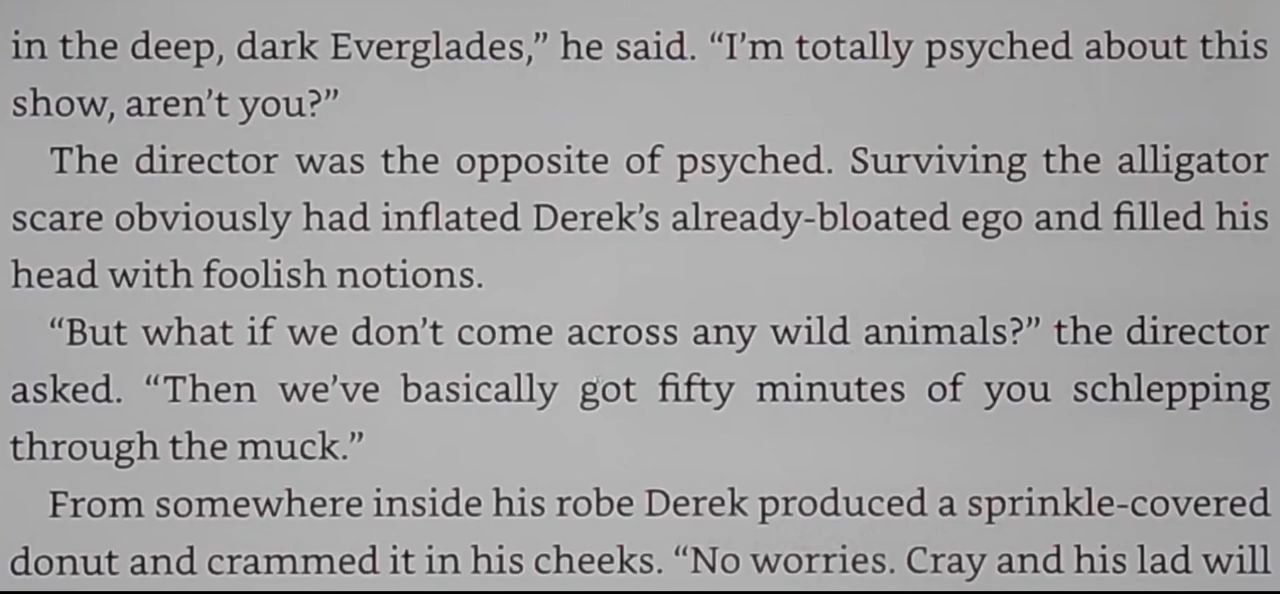 in the deep, dark Everglades,” he said. “I’m totally psyched about this
show, aren’t you?”
The director was the opposite of psyched. Surviving the alligator
scare obviously had inflated Derek’s already-bloated ego and filled his
head with foolish notions.
“But what if we don’t come across any wild animals?” the director
asked. “Then we’ve basically got fifty minutes of you schlepping
through the muck.”
From somewhere inside his robe Derek produced a sprinkle-covered
donut and crammed it in his cheeks. “No worries. Cray and his lad will